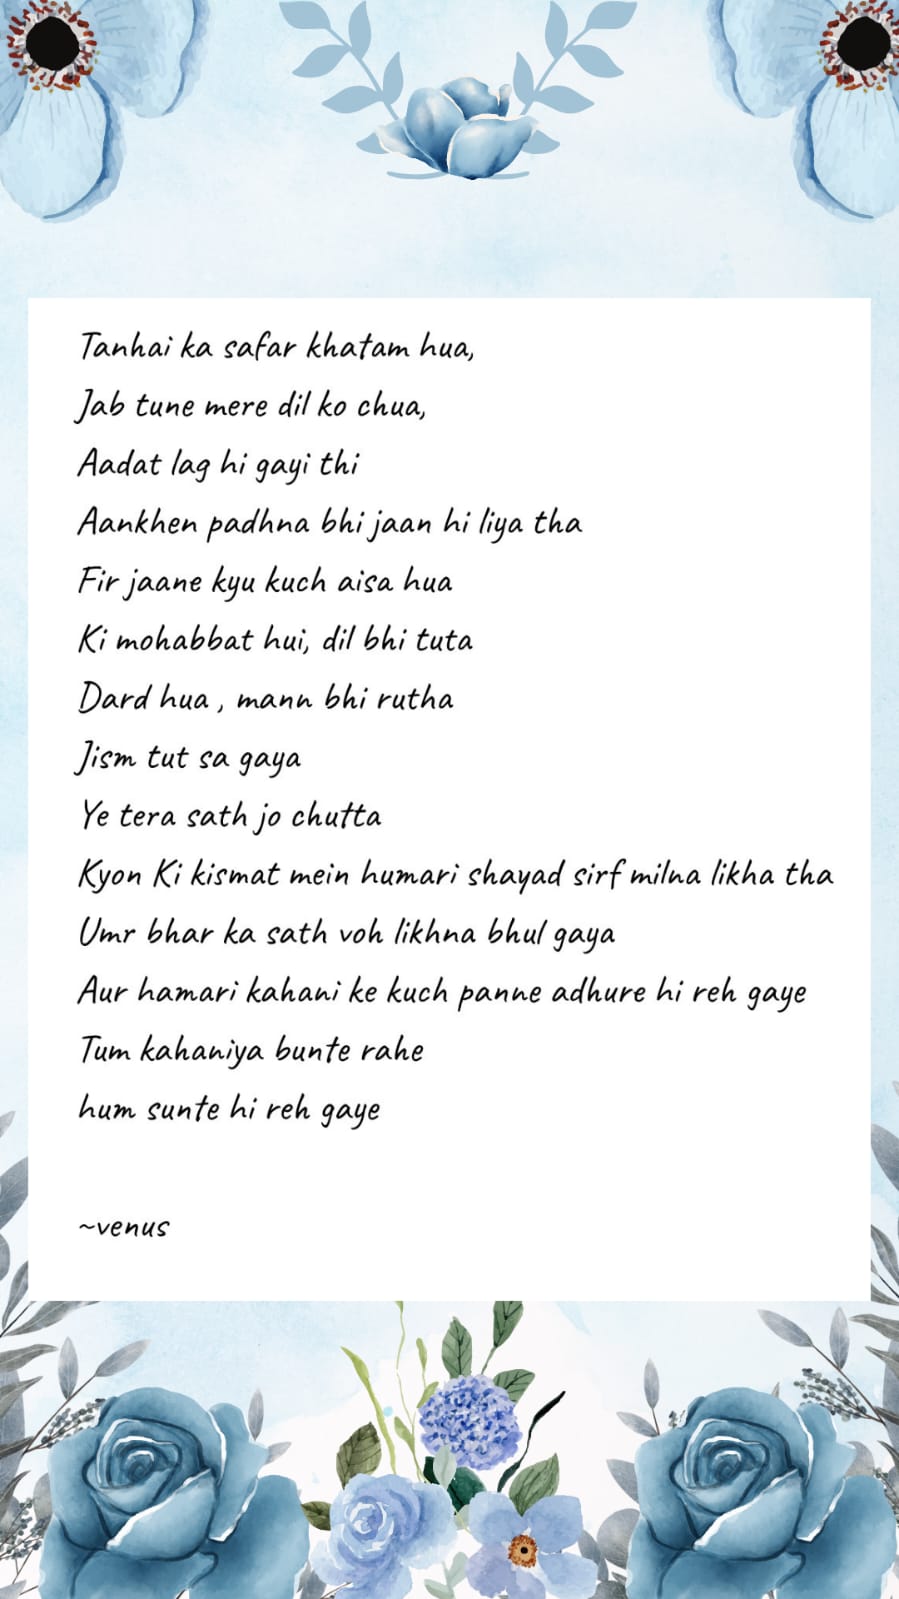 Tanhai ka safar khatam hua,
Jab tune mere dil ko chua,
Aadat lag hi gayi thi
Aankhen padhna bhi jaan hi liya tha
Fir jaane kyu kuch aisa hua
Ki mohabbat hui, dil bhi tuta
Dard hua , mann bhi rutha
Jism tut sa gaya
Ye tera sath jo chutta
Kyon Ki kismat mein humari shayad sirf milna likha tha
Umr bhar ka sath voh likhna bhul gaya
Aur hamari kahani ke kuch panne adhure hi reh gaye
Tum kahaniya bunte rahe
hum sunte hi reh gaye
~venus